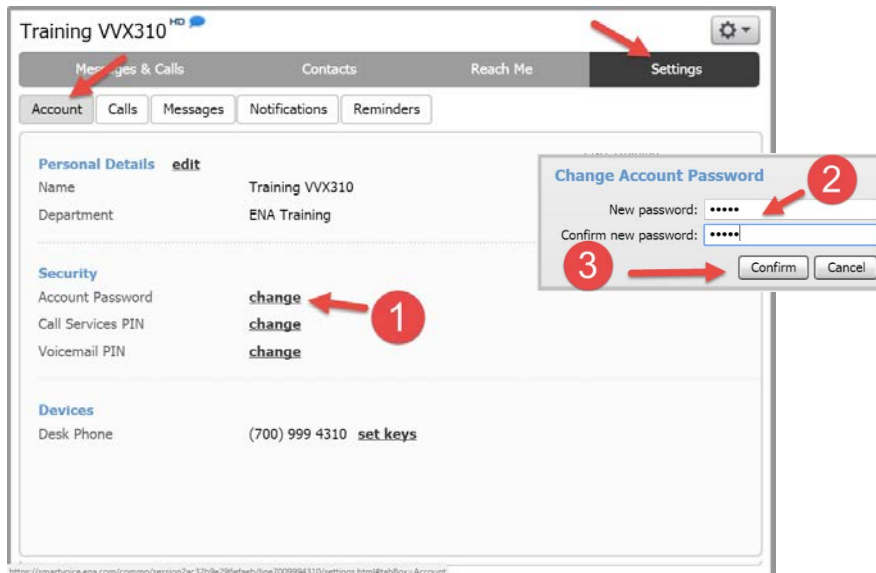 Training VVX310 HD
Messages & Calls Contacts Reach Me Settings
Account Calls Messages Notifications Reminders
Personal Details edit
Name Training VVX310
Department ENA Training
Security
Account Password change
1
Call Services PIN change
Voicemail PIN change
Devices
Desk Phone (700) 999 4310 set keys
Change Account Password
2
New password: •••••
Confirm new password: •••••
3
Confirm Cancel